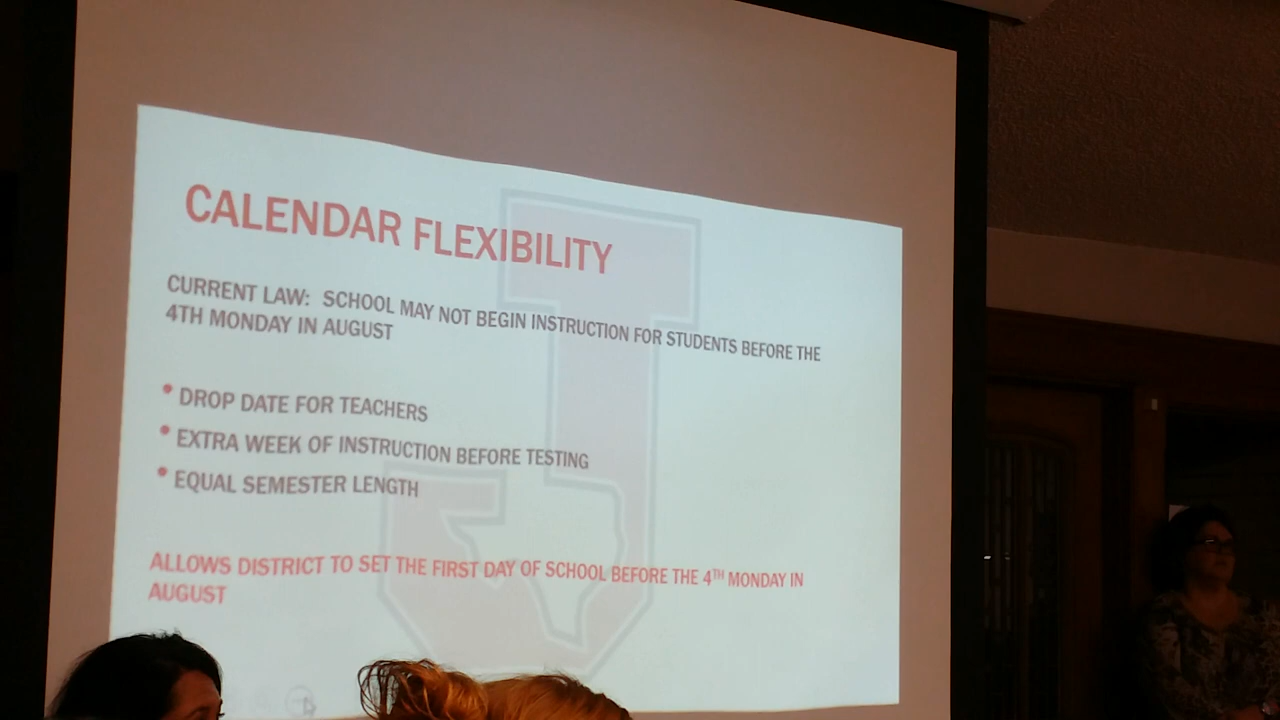 CALENDAR FLEXIBILITY
CURRENT LAW: SCHOOL MAY NOT BEGIN INSTRUCTION FOR STUDENTS BEFORE THE
4TH MONDAY IN AUGUST
• DROP DATE FOR TEACHERS
• EXTRA WEEK OF INSTRUCTION BEFORE TESTING
• EQUAL SEMESTER LENGTH
ALLOWS DISTRICT TO SET THE FIRST DAY OF SCHOOL BEFORE THE 4TH MONDAY IN
AUGUST